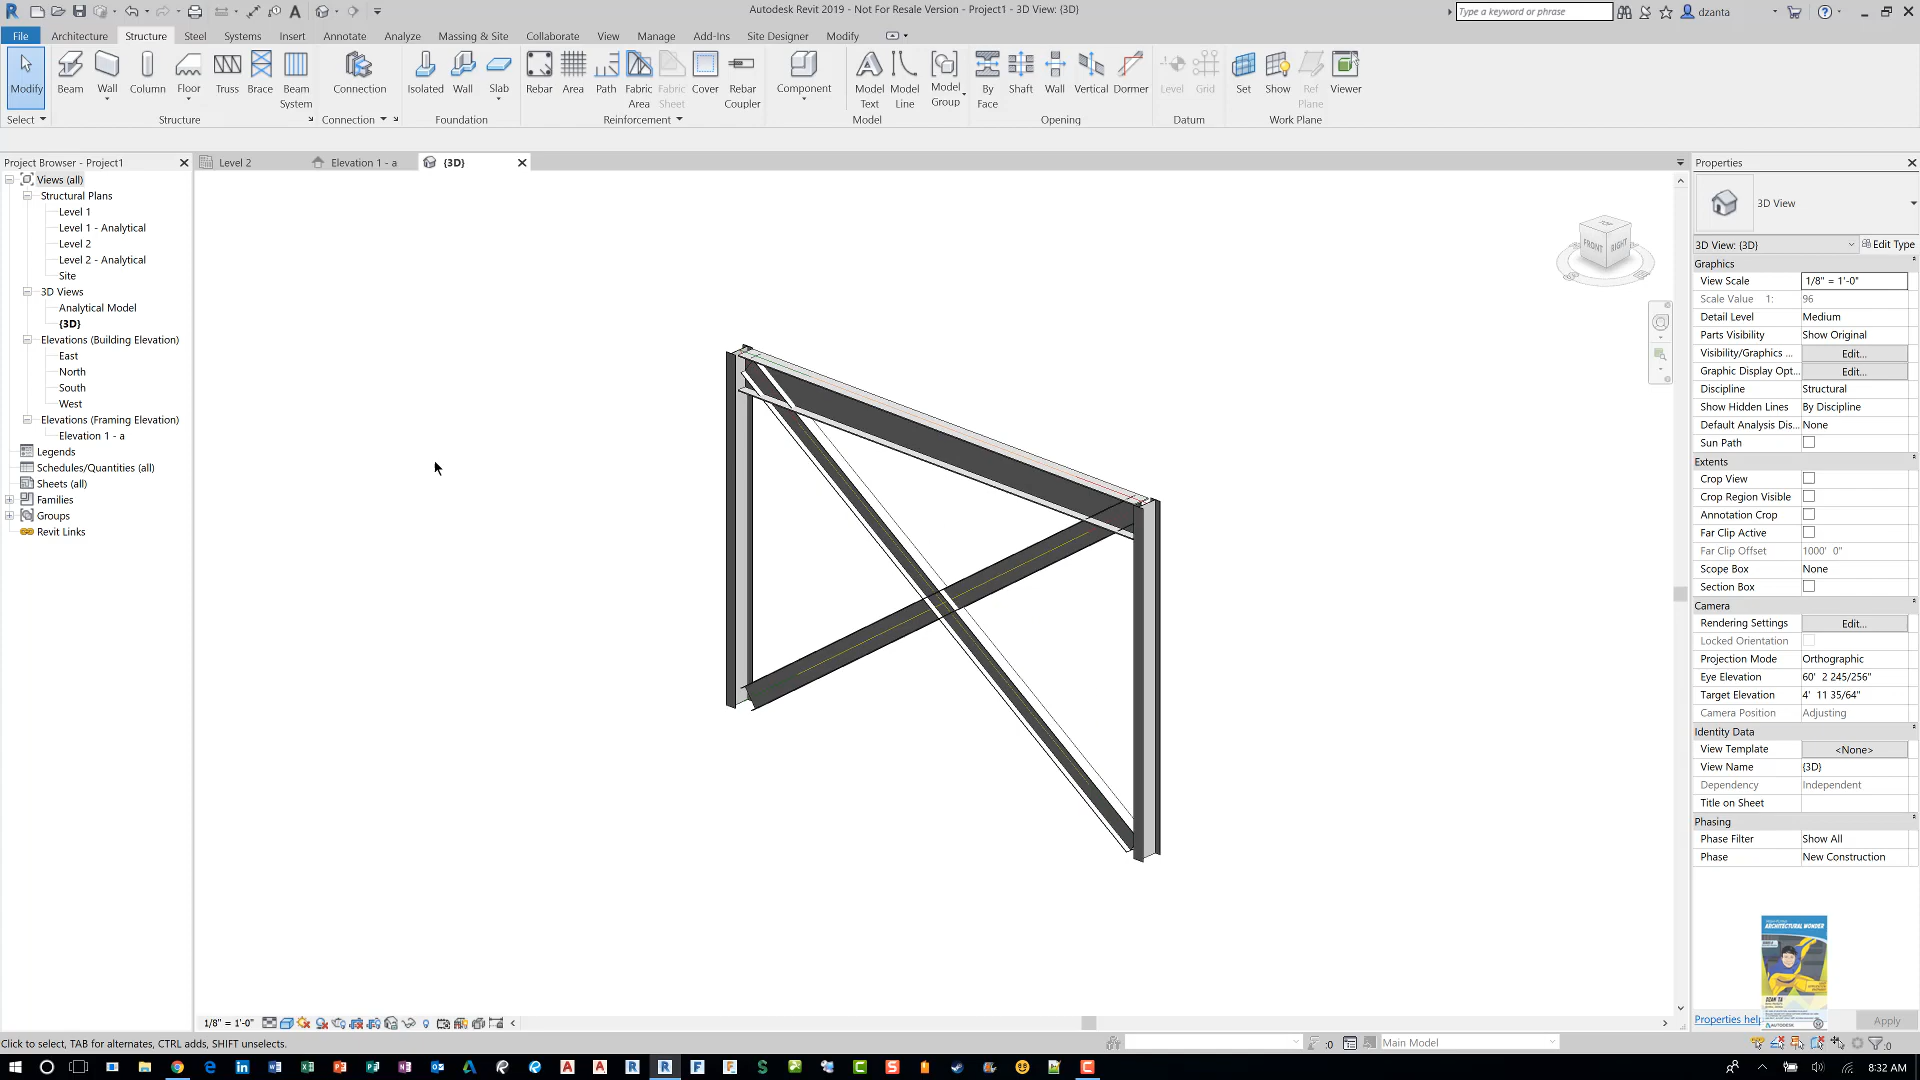 Autodesk Revit 2019 - Not For Resale Version - Project1 - 3D View: {3D}
Type a keyword or phrase
dzanta
File Architecture Structure Steel Systems Insert Annotate Analyze Massing & Site Collaborate View Manage Add-Ins Site Designer Modify
Modify Beam Wall Column Floor Truss Brace Beam System Connection Isolated Wall Slab Rebar Area Path Fabric Area Fabric Sheet Cover Rebar Coupler Component Model Text Model Line Model Group By Face Shaft Wall Vertical Dormer Level Grid Set Show Ref Plane Viewer
Select Structure Connection Foundation Reinforcement Model Opening Datum Work Plane
Project Browser - Project1
Level 2 Elevation 1 - a {3D}
Views (all)
Structural Plans
Level 1
Level 1 - Analytical
Level 2
Level 2 - Analytical
Site
3D Views
Analytical Model
{3D}
Elevations (Building Elevation)
East
North
South
West
Elevations (Framing Elevation)
Elevation 1 - a
Legends
Schedules/Quantities (all)
Sheets (all)
Families
Groups
Revit Links
TOP
FRONT RIGHT
Properties
3D View
3D View: {3D} Edit Type
Graphics
View Scale 1/8" = 1'-0"
Scale Value 1: 96
Detail Level Medium
Parts Visibility Show Original
Visibility/Graphics ... Edit...
Graphic Display Opt... Edit...
Discipline Structural
Show Hidden Lines By Discipline
Default Analysis Dis... None
Sun Path
Extents
Crop View
Crop Region Visible
Annotation Crop
Far Clip Active
Far Clip Offset 1000' 0"
Scope Box None
Section Box
Camera
Rendering Settings Edit...
Locked Orientation
Projection Mode Orthographic
Eye Elevation 60' 2 245/256"
Target Elevation 4' 11 35/64"
Camera Position Adjusting
Identity Data
View Template <None>
View Name {3D}
Dependency Independent
Title on Sheet
Phasing
Phase Filter Show All
Phase New Construction
ARCHITECTURAL WONDER
AUTODESK
Properties help
Apply
1/8" = 1'-0"
Click to select, TAB for alternates, CTRL adds, SHIFT unselects.
:0
Main Model
:0
8:32 AM